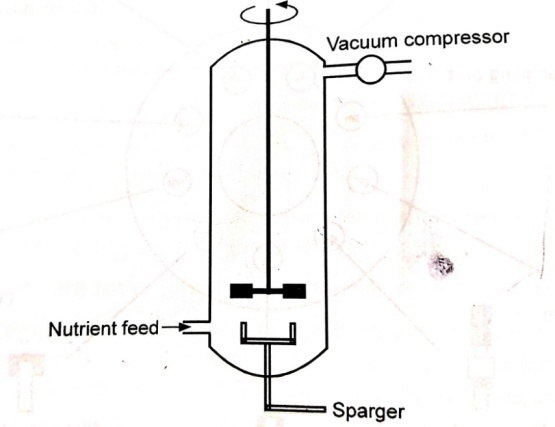 Vacuum compressor
Nutrient feed
Sparger